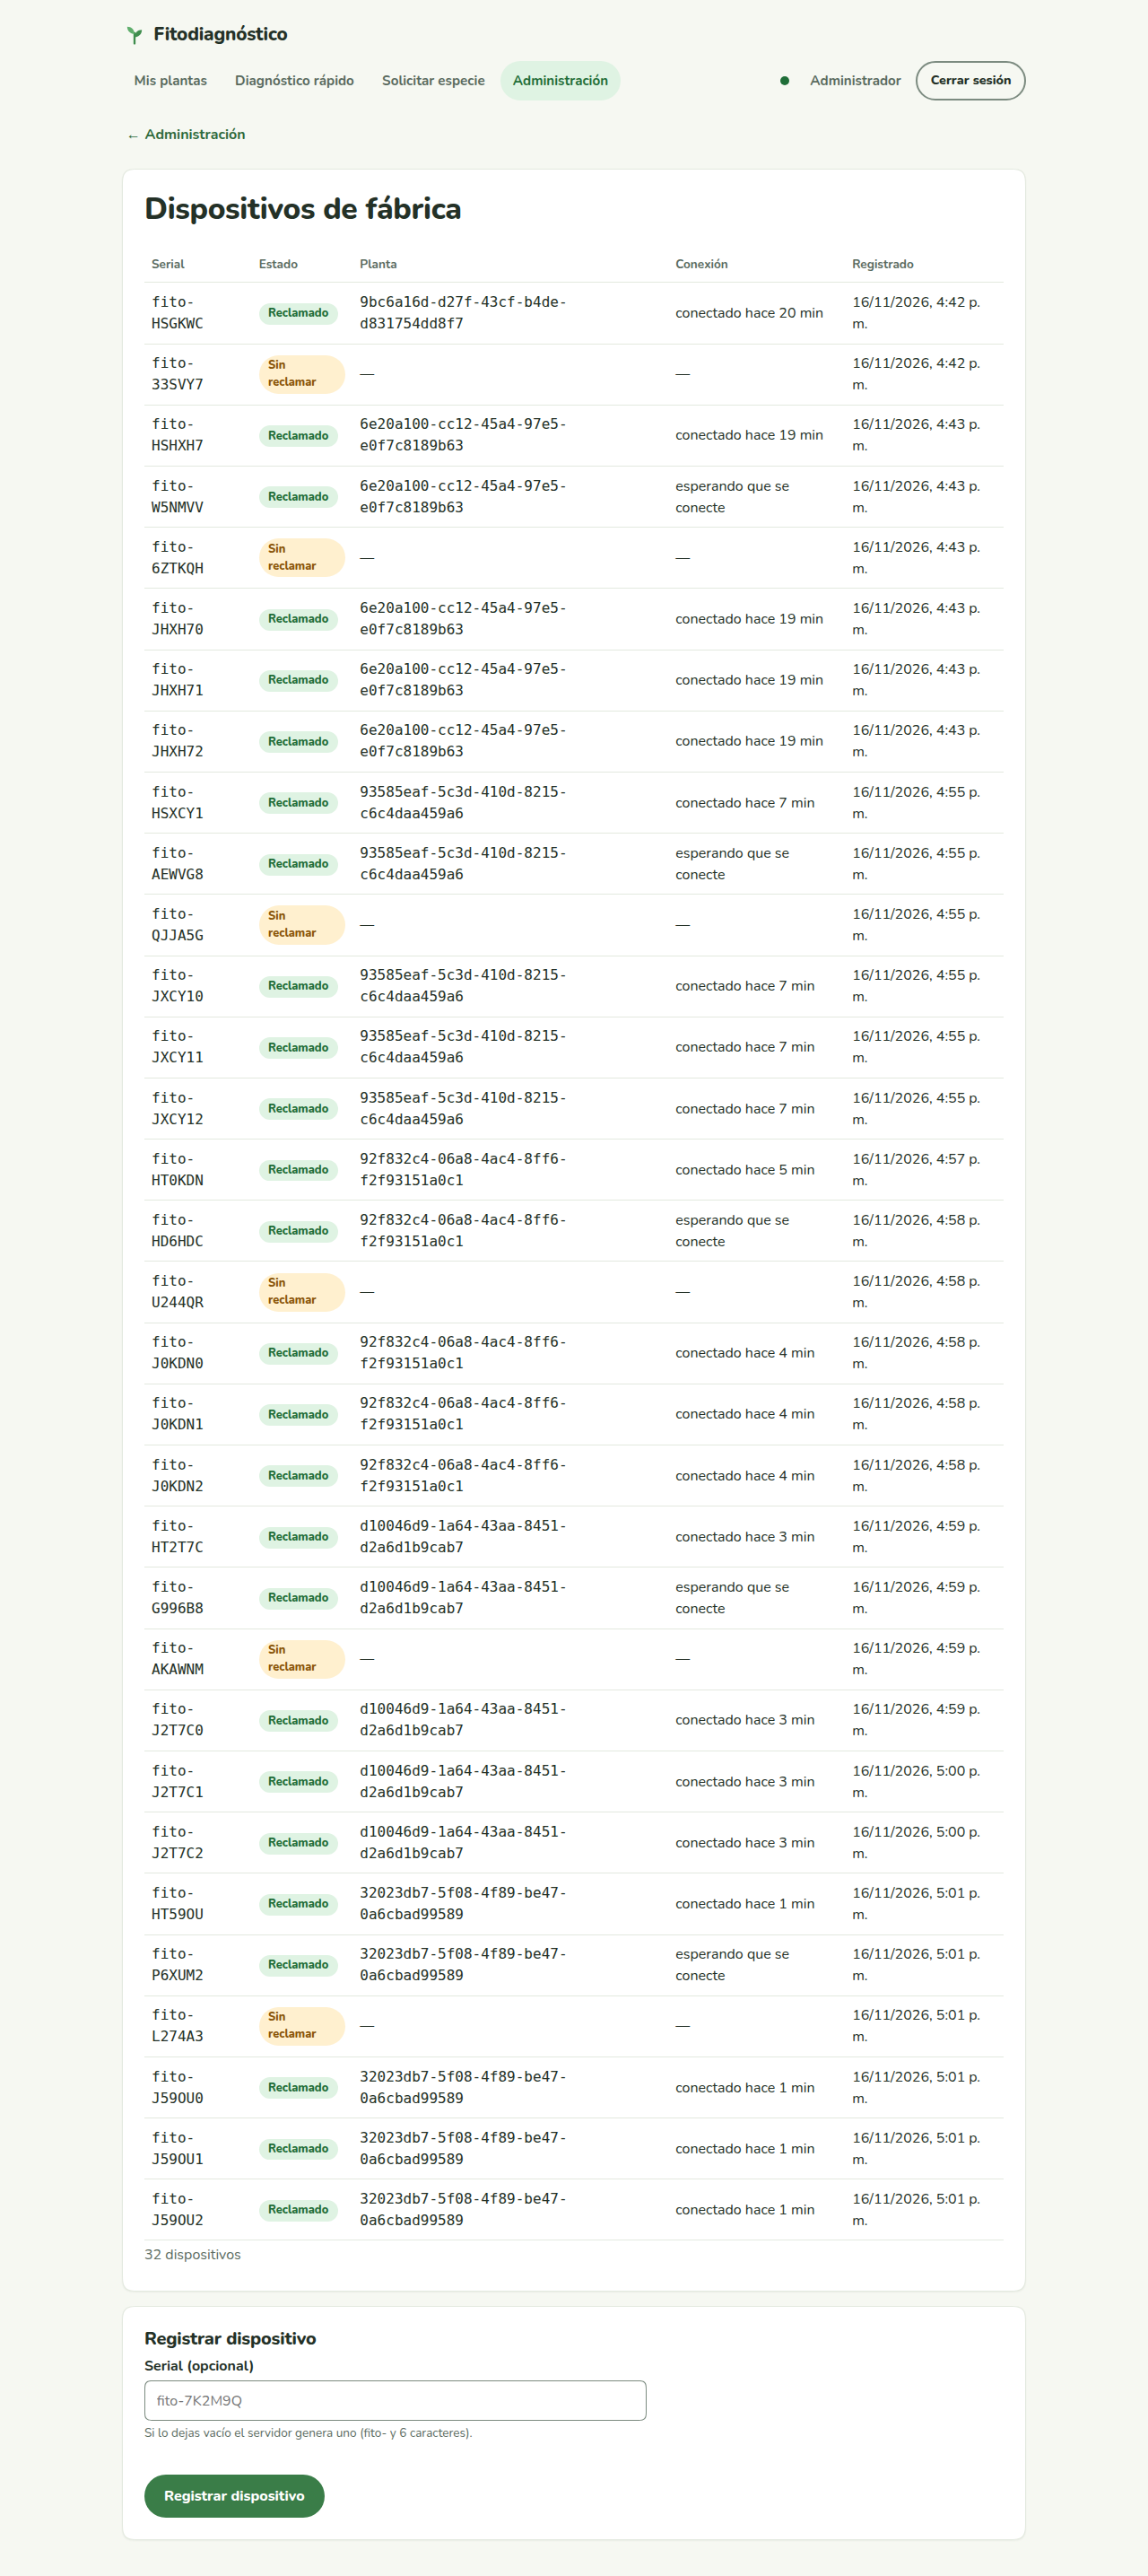 Fitodiagnóstico
Mis plantas Diagnóstico rápido Solicitar especie Administración Administrador Cerrar sesión
← Administración
Dispositivos de fábrica
Serial Estado Planta Conexión Registrado
fito-HSGKWC Reclamado 9bc6a16d-d27f-43cf-b4de-d831754dd8f7 conectado hace 20 min 16/11/2026, 4:42 p. m.
fito-33SVY7 Sin reclamar — — 16/11/2026, 4:42 p. m.
fito-HSHXH7 Reclamado 6e20a100-cc12-45a4-97e5-e0f7c8189b63 conectado hace 19 min 16/11/2026, 4:43 p. m.
fito-W5NMVV Reclamado 6e20a100-cc12-45a4-97e5-e0f7c8189b63 esperando que se conecte 16/11/2026, 4:43 p. m.
fito-6ZTKQH Sin reclamar — — 16/11/2026, 4:43 p. m.
fito-JHXH70 Reclamado 6e20a100-cc12-45a4-97e5-e0f7c8189b63 conectado hace 19 min 16/11/2026, 4:43 p. m.
fito-JHXH71 Reclamado 6e20a100-cc12-45a4-97e5-e0f7c8189b63 conectado hace 19 min 16/11/2026, 4:43 p. m.
fito-JHXH72 Reclamado 6e20a100-cc12-45a4-97e5-e0f7c8189b63 conectado hace 19 min 16/11/2026, 4:43 p. m.
fito-HSXCY1 Reclamado 93585eaf-5c3d-410d-8215-c6c4daa459a6 conectado hace 7 min 16/11/2026, 4:55 p. m.
fito-AEWVG8 Reclamado 93585eaf-5c3d-410d-8215-c6c4daa459a6 esperando que se conecte 16/11/2026, 4:55 p. m.
fito-QJJA5G Sin reclamar — — 16/11/2026, 4:55 p. m.
fito-JXCY10 Reclamado 93585eaf-5c3d-410d-8215-c6c4daa459a6 conectado hace 7 min 16/11/2026, 4:55 p. m.
fito-JXCY11 Reclamado 93585eaf-5c3d-410d-8215-c6c4daa459a6 conectado hace 7 min 16/11/2026, 4:55 p. m.
fito-JXCY12 Reclamado 93585eaf-5c3d-410d-8215-c6c4daa459a6 conectado hace 7 min 16/11/2026, 4:55 p. m.
fito-HT0KDN Reclamado 92f832c4-06a8-4ac4-8ff6-f2f93151a0c1 conectado hace 5 min 16/11/2026, 4:57 p. m.
fito-HD6HDC Reclamado 92f832c4-06a8-4ac4-8ff6-f2f93151a0c1 esperando que se conecte 16/11/2026, 4:58 p. m.
fito-U244QR Sin reclamar — — 16/11/2026, 4:58 p. m.
fito-J0KDN0 Reclamado 92f832c4-06a8-4ac4-8ff6-f2f93151a0c1 conectado hace 4 min 16/11/2026, 4:58 p. m.
fito-J0KDN1 Reclamado 92f832c4-06a8-4ac4-8ff6-f2f93151a0c1 conectado hace 4 min 16/11/2026, 4:58 p. m.
fito-J0KDN2 Reclamado 92f832c4-06a8-4ac4-8ff6-f2f93151a0c1 conectado hace 4 min 16/11/2026, 4:58 p. m.
fito-HT2T7C Reclamado d10046d9-1a64-43aa-8451-d2a6d1b9cab7 conectado hace 3 min 16/11/2026, 4:59 p. m.
fito-G996B8 Reclamado d10046d9-1a64-43aa-8451-d2a6d1b9cab7 esperando que se conecte 16/11/2026, 4:59 p. m.
fito-AKAWNM Sin reclamar — — 16/11/2026, 4:59 p. m.
fito-J2T7C0 Reclamado d10046d9-1a64-43aa-8451-d2a6d1b9cab7 conectado hace 3 min 16/11/2026, 4:59 p. m.
fito-J2T7C1 Reclamado d10046d9-1a64-43aa-8451-d2a6d1b9cab7 conectado hace 3 min 16/11/2026, 5:00 p. m.
fito-J2T7C2 Reclamado d10046d9-1a64-43aa-8451-d2a6d1b9cab7 conectado hace 3 min 16/11/2026, 5:00 p. m.
fito-HT59OU Reclamado 32023db7-5f08-4f89-be47-0a6cbad99589 conectado hace 1 min 16/11/2026, 5:01 p. m.
fito-P6XUM2 Reclamado 32023db7-5f08-4f89-be47-0a6cbad99589 esperando que se conecte 16/11/2026, 5:01 p. m.
fito-L274A3 Sin reclamar — — 16/11/2026, 5:01 p. m.
fito-J59OU0 Reclamado 32023db7-5f08-4f89-be47-0a6cbad99589 conectado hace 1 min 16/11/2026, 5:01 p. m.
fito-J59OU1 Reclamado 32023db7-5f08-4f89-be47-0a6cbad99589 conectado hace 1 min 16/11/2026, 5:01 p. m.
fito-J59OU2 Reclamado 32023db7-5f08-4f89-be47-0a6cbad99589 conectado hace 1 min 16/11/2026, 5:01 p. m.
32 dispositivos
Registrar dispositivo
Serial (opcional)
fito-7K2M9Q
Si lo dejas vacío el servidor genera uno (fito- y 6 caracteres).
Registrar dispositivo